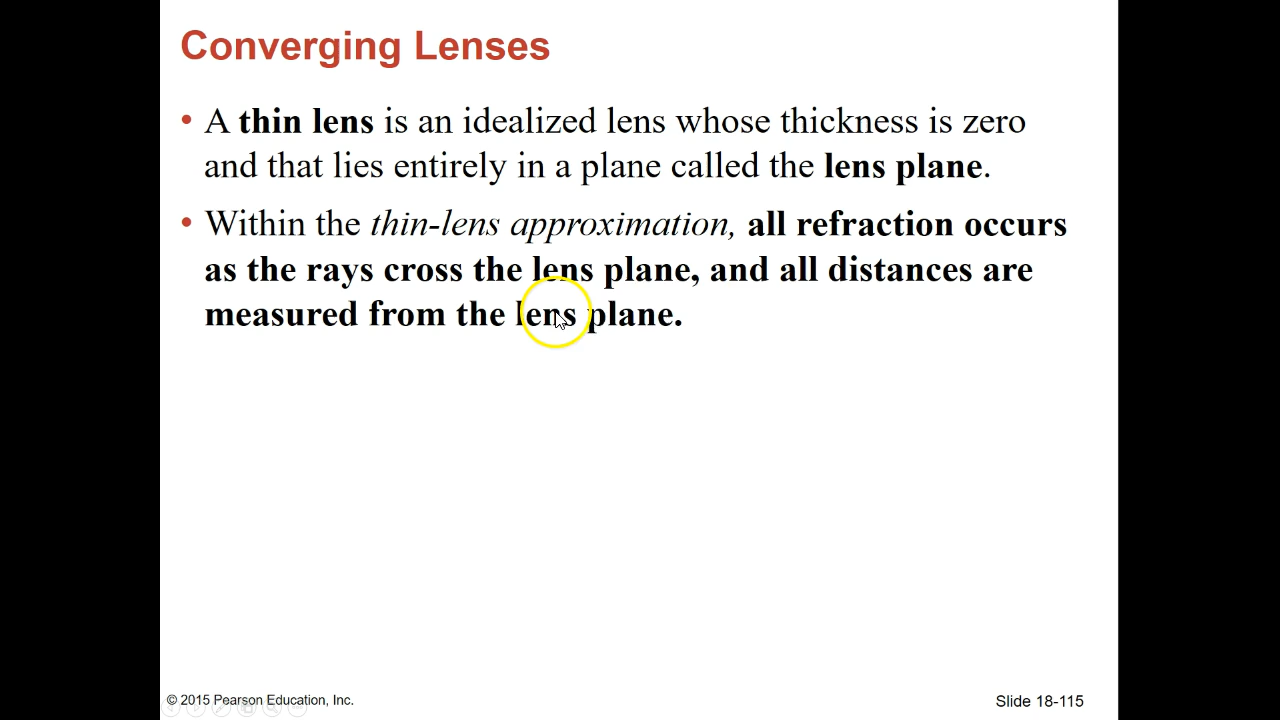 Converging Lenses
• A thin lens is an idealized lens whose thickness is zero
and that lies entirely in a plane called the lens plane.
• Within the thin-lens approximation, all refraction occurs
as the rays cross the lens plane, and all distances are
measured from the lens plane.
© 2015 Pearson Education, Inc.
Slide 18-115